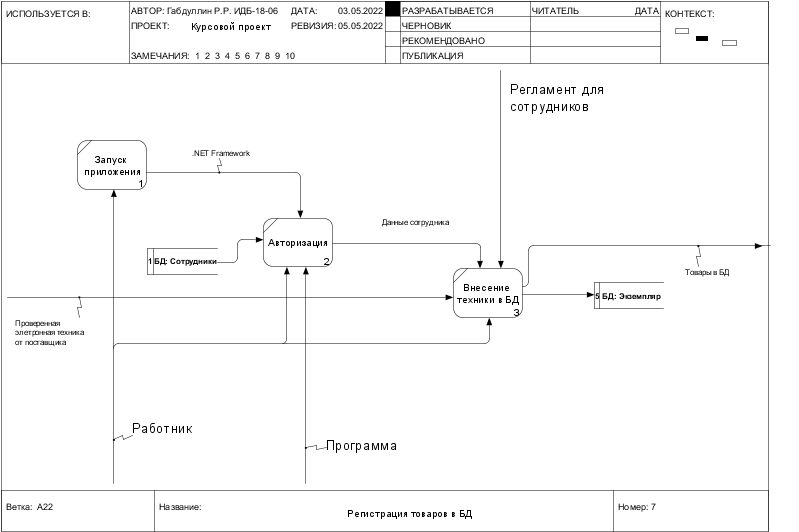 ИСПОЛЬЗУЕТСЯ В:
АВТОР: Габдуллин Р.Р. ИДБ-18-06
ДАТА: 03.05.2022
ПРОЕКТ: Курсовой проект
РЕВИЗИЯ: 05.05.2022
ЗАМЕЧАНИЯ: 1 2 3 4 5 6 7 8 9 10
РАЗРАБАТЫВАЕТСЯ
ЧЕРНОВИК
РЕКОМЕНДОВАНО
ПУБЛИКАЦИЯ
ЧИТАТЕЛЬ ДАТА
КОНТЕКСТ:
Регламент для
сотрудников
Запуск
приложения
1
.NET Framework
Авторизация
2
1 БД: Сотрудники
Данные сотрудника
Внесение
техники в БД
3
Товары в БД
5 БД: Экземпляр
Проверенная
элетронная техника
от поставщика
Работник
Программа
Ветка: А22
Название:
Регистрация товаров в БД
Номер: 7